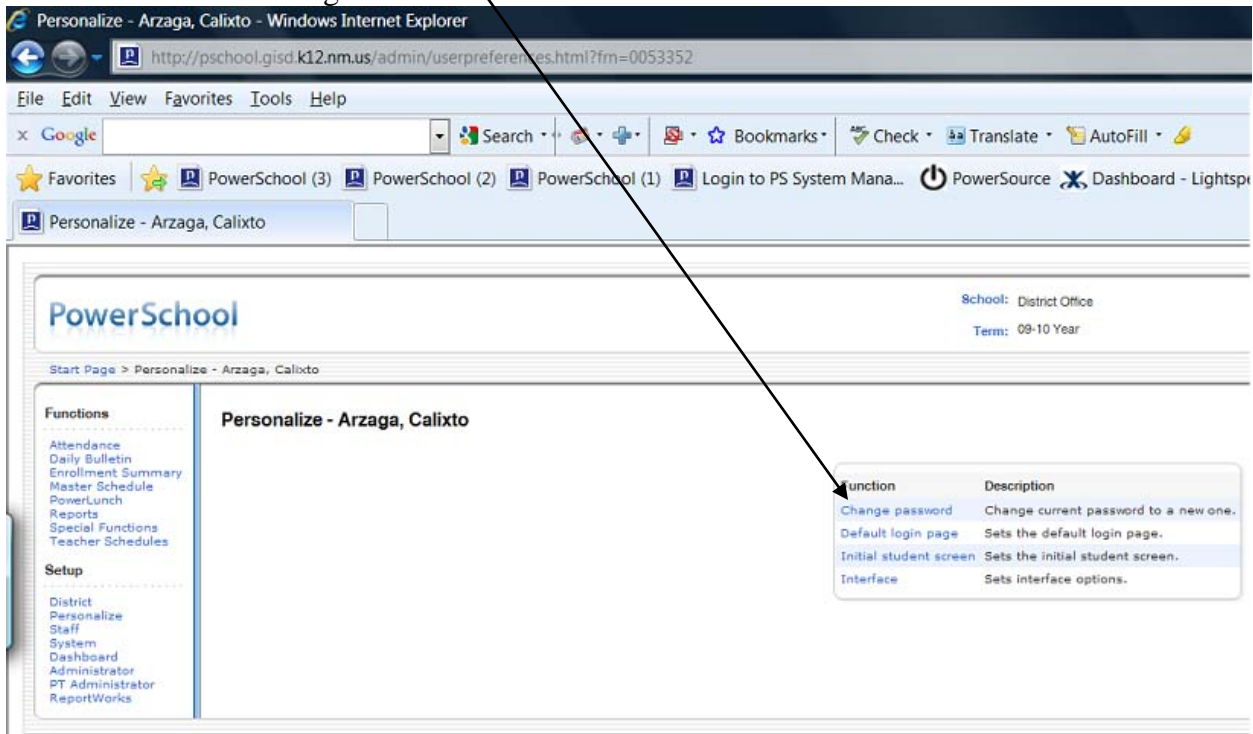 Personalize - Arzaga, Calixto - Windows Internet Explorer
http://pschool.gisd.k12.nm.us/admin/userpreferences.html?frn=0053352
File Edit View Favorites Tools Help
x Google Search Bookmarks Check Translate AutoFill
Favorites PowerSchool (3) PowerSchool (2) PowerSchool (1) Login to PS System Mana... PowerSource Dashboard - Lightspe
Personalize - Arzaga, Calixto
PowerSchool
School: District Office
Term: 09-10 Year
Start Page > Personalize - Arzaga, Calixto
Functions
Attendance
Daily Bulletin
Enrollment Summary
Master Schedule
PowerLunch
Reports
Special Functions
Teacher Schedules
Setup
District
Personalize
Staff
System
Dashboard
Administrator
PT Administrator
ReportWorks
Personalize - Arzaga, Calixto
Function Description
Change password Change current password to a new one.
Default login page Sets the default login page.
Initial student screen Sets the initial student screen.
Interface Sets interface options.